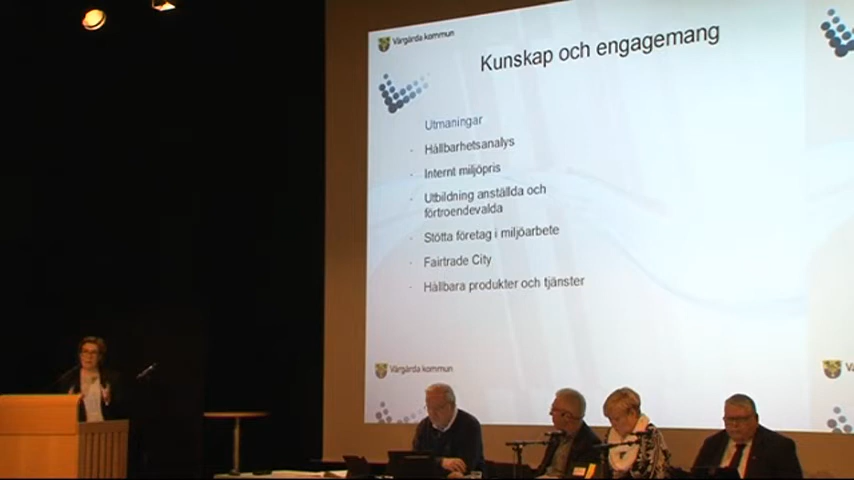 Vårgårda kommun
Kunskap och engagemang
Utmaningar
- Hållbarhetsanalys
- Internt miljöpris
- Utbildning anställda och
förtroendevalda
- Stötta företag i miljöarbete
- Fairtrade City
- Hållbara produkter och tjänster
Vårgårda kommun